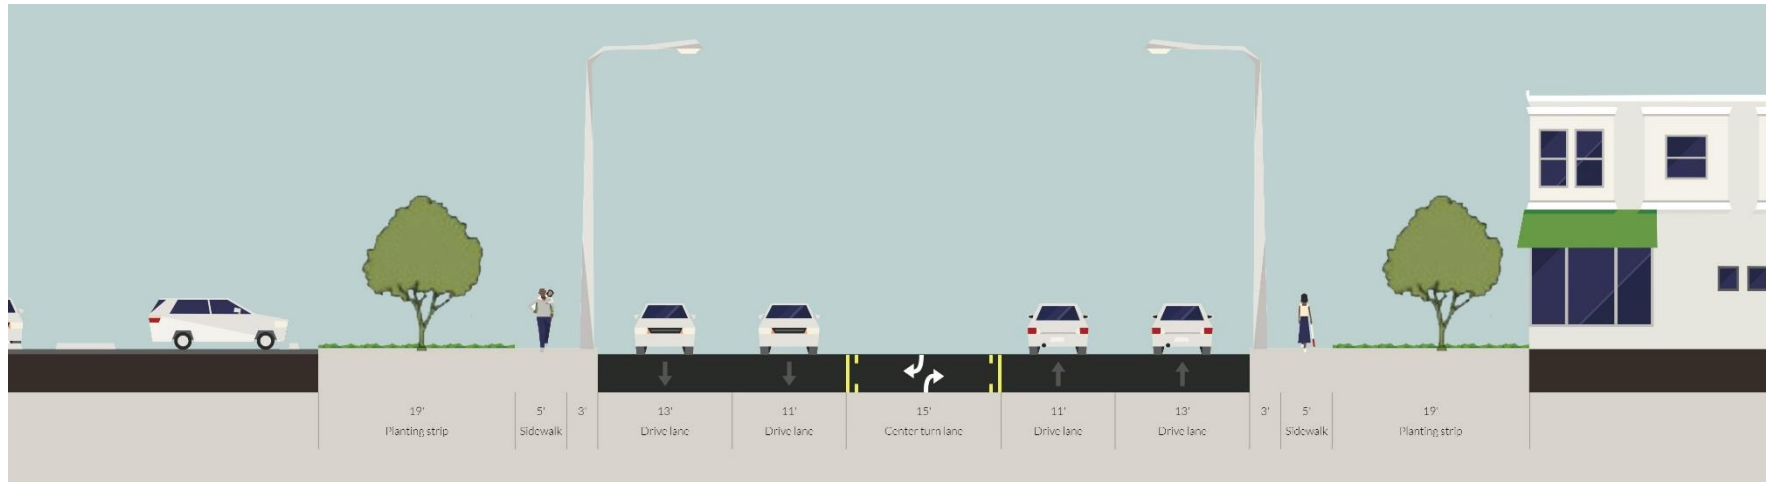 19' 5' 3' 13' 11' 15' 11' 13' 3' 5' 19'
Planting strip Sidewalk Drive lane Drive lane Center turn lane Drive lane Drive lane Sidewalk Planting strip